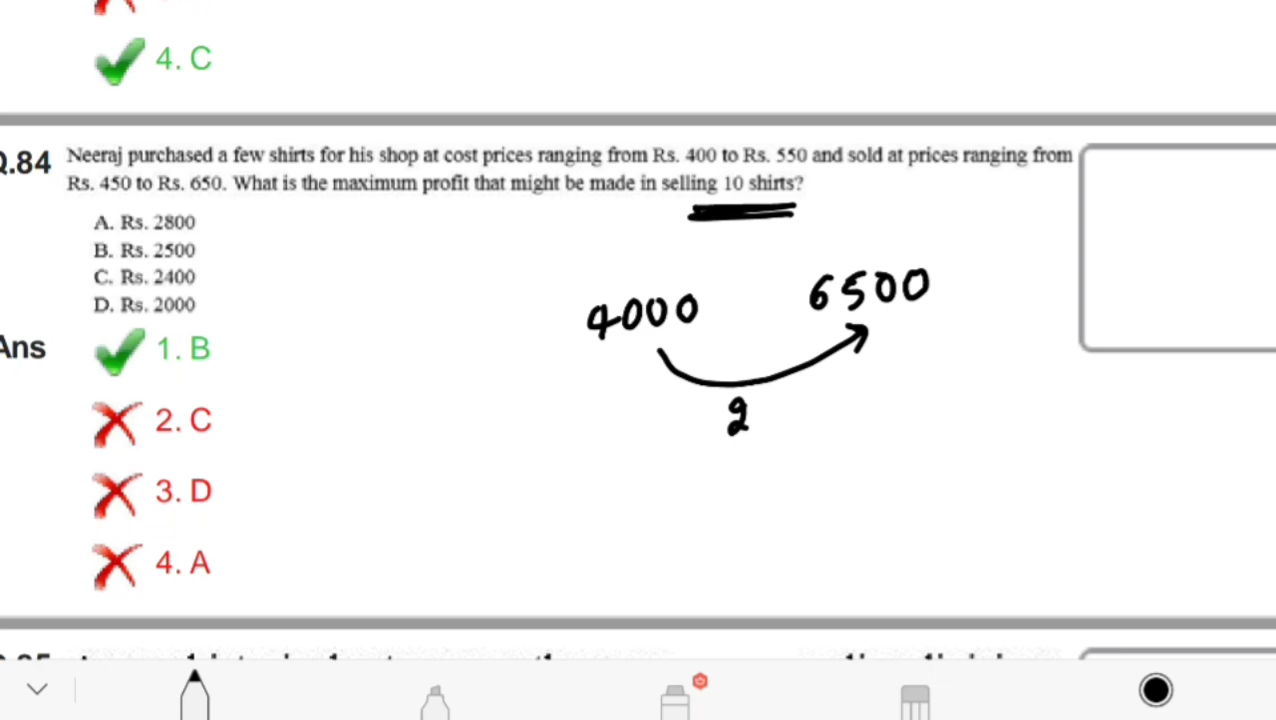 4. C
Q.84 Neeraj purchased a few shirts for his shop at cost prices ranging from Rs. 400 to Rs. 550 and sold at prices ranging from
Rs. 450 to Rs. 650. What is the maximum profit that might be made in selling 10 shirts?
A. Rs. 2800
B. Rs. 2500
C. Rs. 2400
D. Rs. 2000
4000
6500
2
Ans
1. B
2. C
3. D
4. A